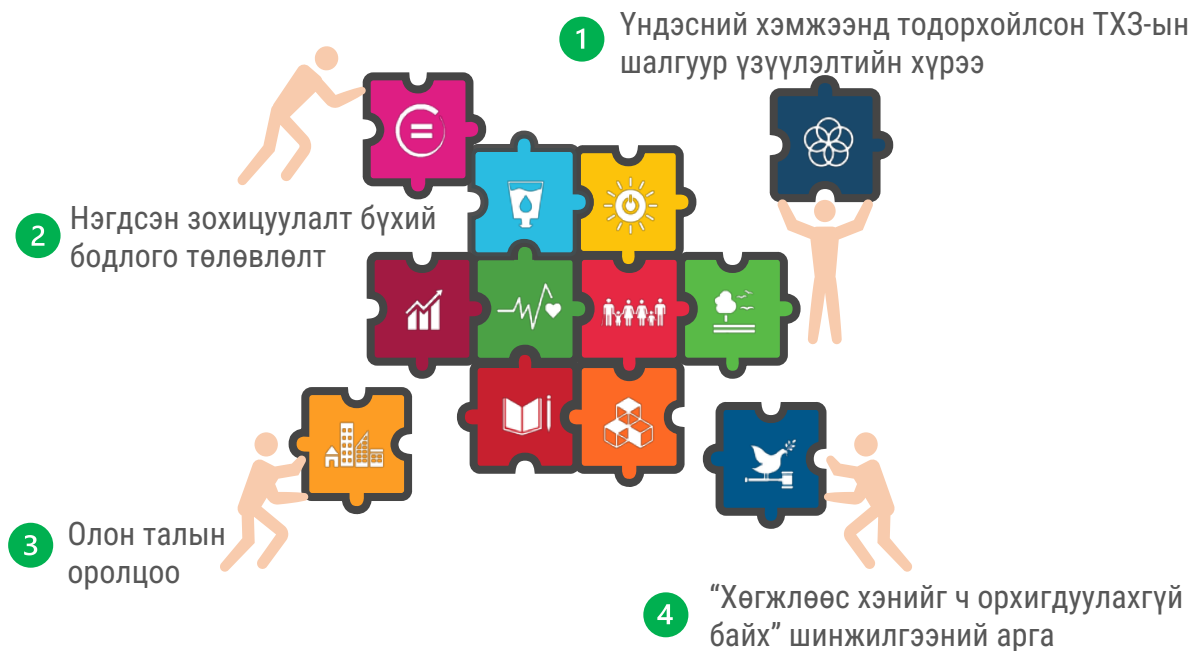 1 Үндэсний хэмжээнд тодорхойлсон ТХЗ-ын
шалгуур үзүүлэлтийн хүрээ
2 Нэгдсэн зохицуулалт бүхий
бодлого төлөвлөлт
3 Олон талын
оролцоо
4 “Хөгжлөөс хэнийг ч орхигдуулахгүй
байх” шинжилгээний арга